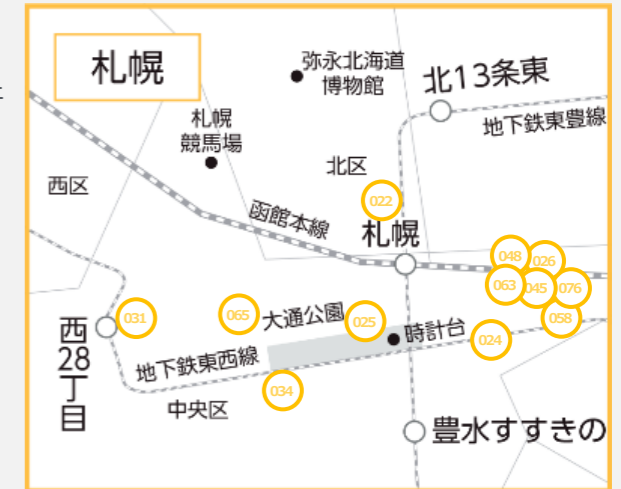 札幌
弥永北海道
博物館
北13条東
札幌
競馬場
地下鉄東豊線
西区
北区
022
函館本線
札幌
048
026
063
045
076
031
065
大通公園
025
時計台
024
058
西28丁目
地下鉄東西線
034
中央区
豊水すすきの